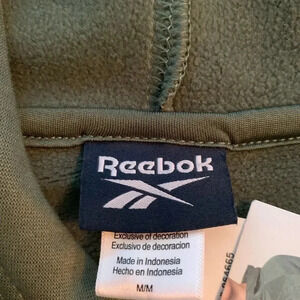 Reebok
Exclusive of decoration
Exclusivo de decoracion
Made in Indonesia
Hecho en Indonesia
M/M